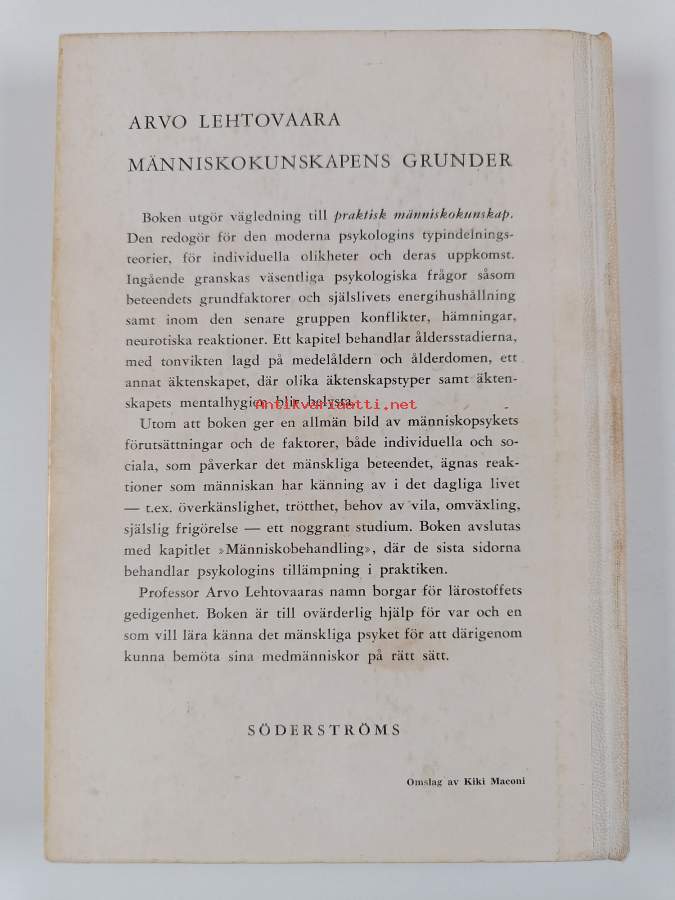 ARVO LEHTOVAARA
MÄNNISKOKUNSKAPENS GRUNDER
Boken utgör vägledning till praktisk människokunskap.
Den redogör för den moderna psykologins typindelnings-
teorier, för individuella olikheter och deras uppkomst.
Ingående granskas väsentliga psykologiska frågor såsom
beteendets grundfaktorer och själslivets energihushållning
samt inom den senare gruppen konflikter, hämningar,
neurotiska reaktioner. Ett kapitel behandlar åldersstadierna,
med tonvikten lagd på medelåldern och ålderdomen, ett
annat äktenskapet, där olika äktenskapstyper samt äkten-
skapets mentalhygien blir belysta.
Antikvariaatti.net
Utom att boken ger en allmän bild av människopsykets
förutsättningar och de faktorer, både individuella och so-
ciala, som påverkar det mänskliga beteendet, ägnas reak-
tioner som människan har känning av i det dagliga livet
— t.ex. överkänslighet, trötthet, behov av vila, omväxling,
själslig frigörelse — ett noggrant studium. Boken avslutas
med kapitlet »Människobehandling», där de sista sidorna
behandlar psykologins tillämpning i praktiken.
Professor Arvo Lehtovaaras namn borgar för lärostoffets
gedigenhet. Boken är till ovärderlig hjälp för var och en
som vill lära känna det mänskliga psyket för att därigenom
kunna bemöta sina medmänniskor på rätt sätt.
SÖDERSTRÖMS
Omslag av Kiki Maconi